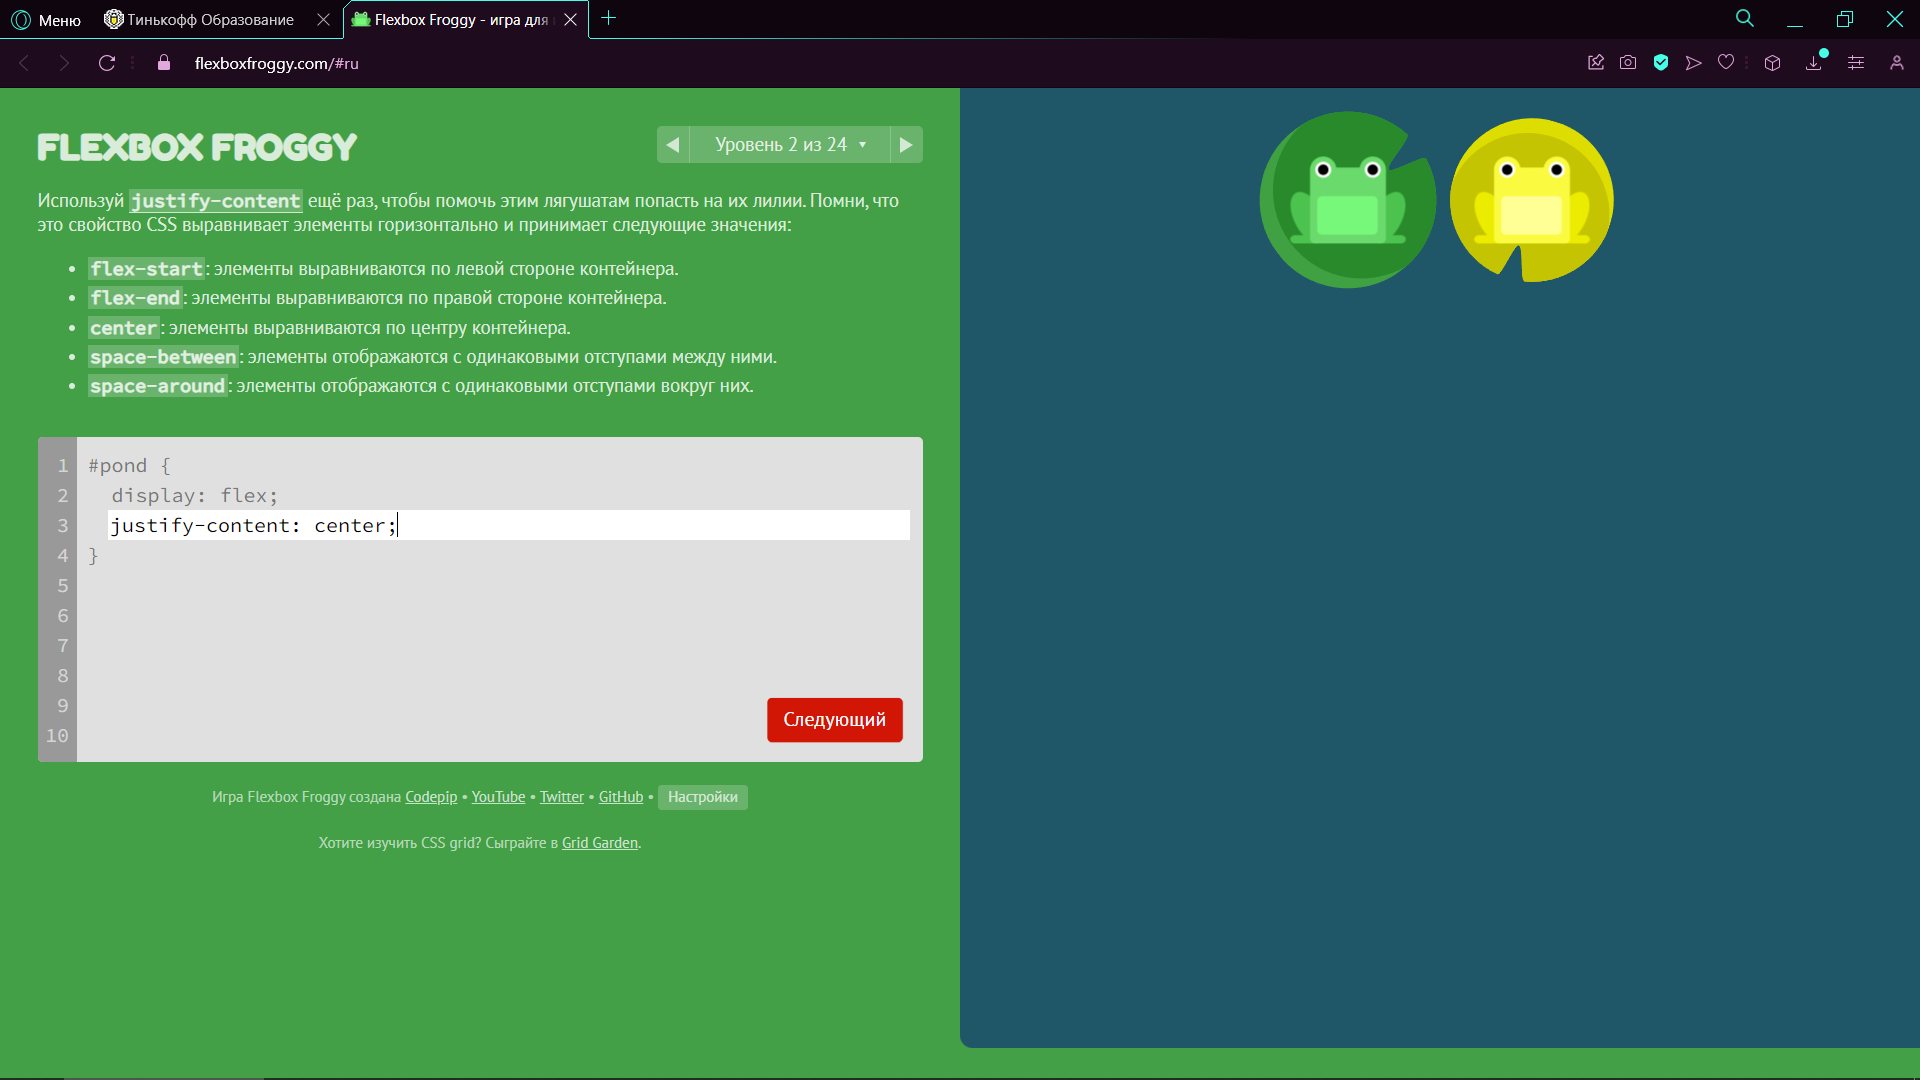 Меню
Тинькофф Образование
Flexbox Froggy - игра для
flexboxfroggy.com/#ru
FLEXBOX FROGGY
Уровень 2 из 24
Используй justify-content ещё раз, чтобы помочь этим лягушатам попасть на их лилии. Помни, что
это свойство CSS выравнивает элементы горизонтально и принимает следующие значения:
• flex-start: элементы выравниваются по левой стороне контейнера.
• flex-end: элементы выравниваются по правой стороне контейнера.
• center: элементы выравниваются по центру контейнера.
• space-between: элементы отображаются с одинаковыми отступами между ними.
• space-around: элементы отображаются с одинаковыми отступами вокруг них.
1 #pond {
2 display: flex;
3 justify-content: center;
4 }
5
6
7
8
9
10
Следующий
Игра Flexbox Froggy создана Codepip • YouTube • Twitter • GitHub • Настройки
Хотите изучить CSS grid? Сыграйте в Grid Garden.